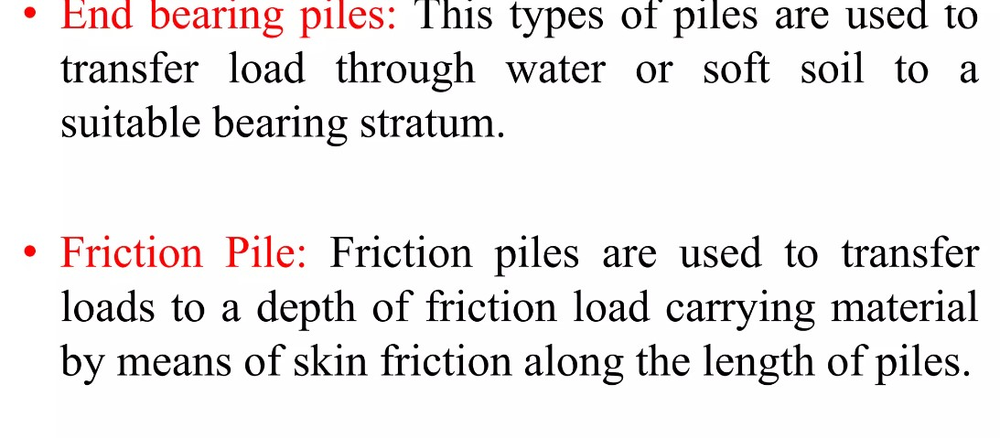 • End bearing piles: This types of piles are used to
transfer load through water or soft soil to a
suitable bearing stratum.
• Friction Pile: Friction piles are used to transfer
loads to a depth of friction load carrying material
by means of skin friction along the length of piles.